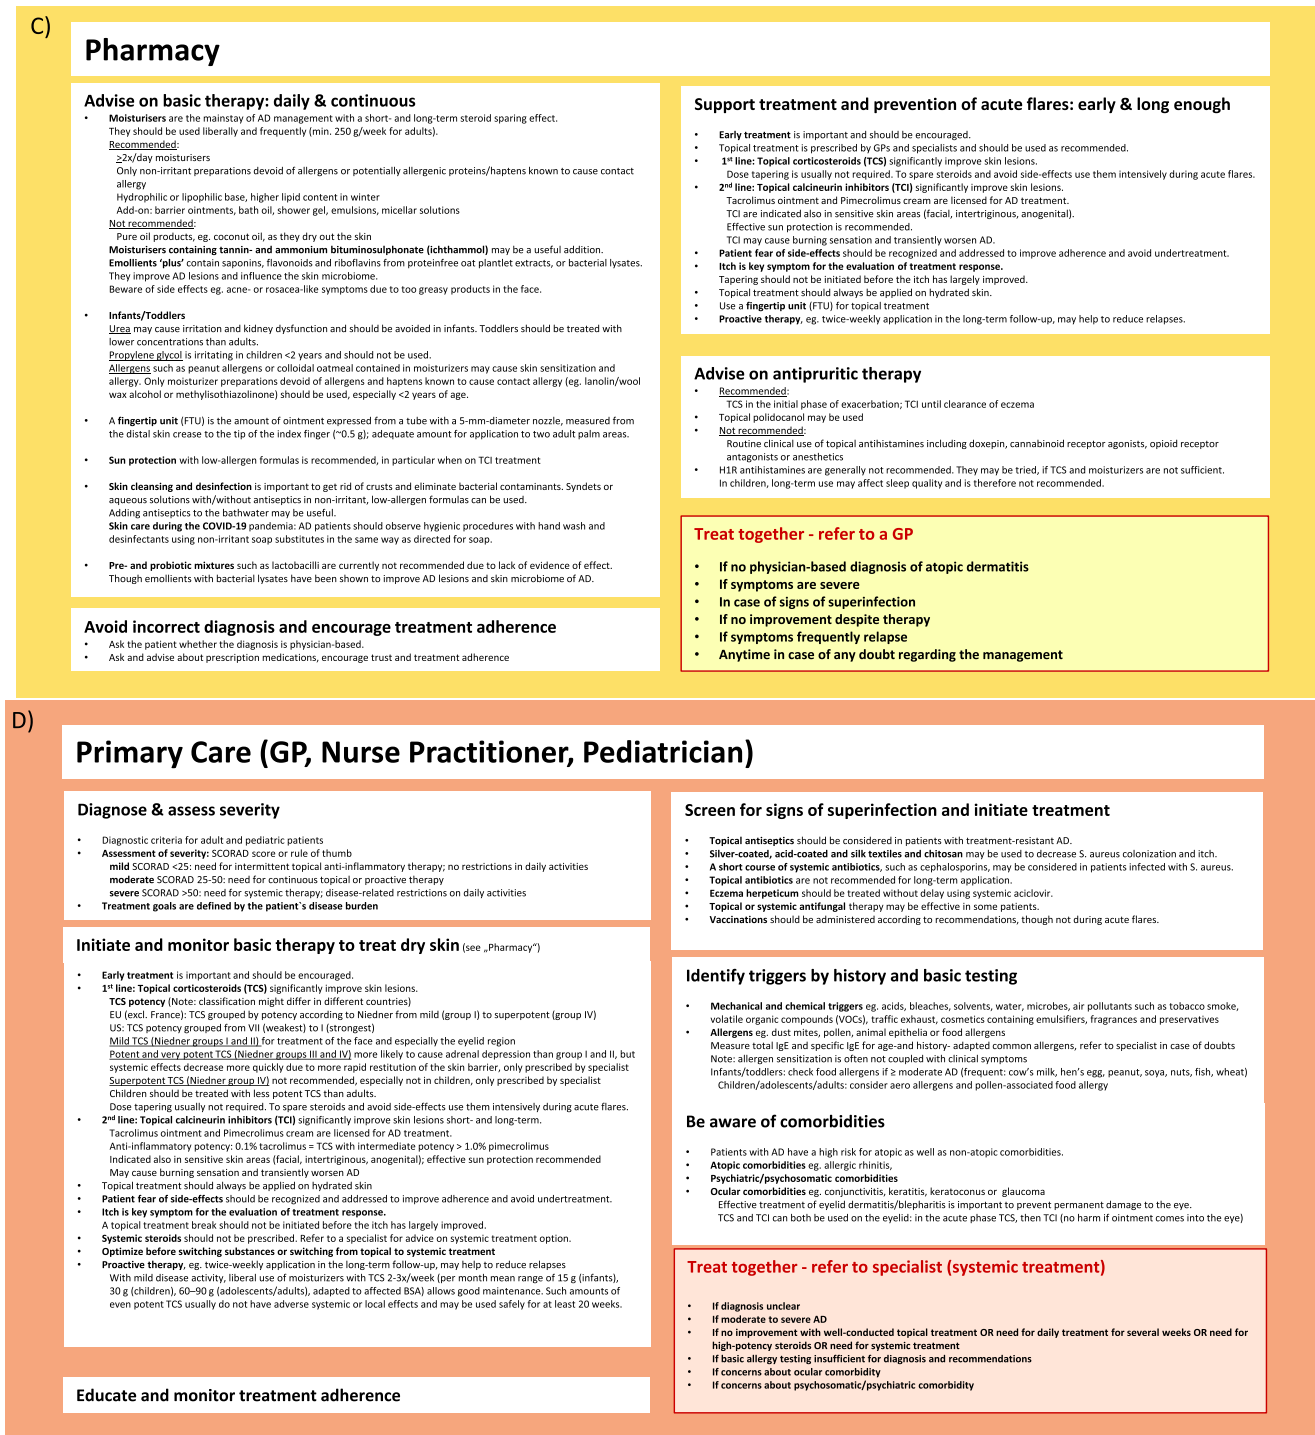 C)
Pharmacy
Advise on basic therapy: daily & continuous
• Moisturisers are the mainstay of AD management with a short- and long-term steroid sparing effect.
They should be used liberally and frequently (min. 250 g/week for adults).
Recommended:
≥2x/day moisturisers
Only non-irritant preparations devoid of allergens or potentially allergenic proteins/haptens known to cause contact
allergy
Hydrophilic or lipophilic base, higher lipid content in winter
Add-on: barrier ointments, bath oil, shower gel, emulsions, micellar solutions
Not recommended:
Pure oil products, eg. coconut oil, as they dry out the skin
Moisturisers containing tannin- and ammonium bituminosulphonate (ichthammol) may be a useful addition.
Emollients ‘plus’ contain saponins, flavonoids and riboflavins from proteinfree oat plantlet extracts, or bacterial lysates.
They improve AD lesions and influence the skin microbiome.
Beware of side effects eg. acne- or rosacea-like symptoms due to too greasy products in the face.
• Infants/Toddlers
Urea may cause irritation and kidney dysfunction and should be avoided in infants. Toddlers should be treated with
lower concentrations than adults.
Propylene glycol is irritating in children <2 years and should not be used.
Allergens such as peanut allergens or colloidal oatmeal contained in moisturizers may cause skin sensitization and
allergy. Only moisturizer preparations devoid of allergens and haptens known to cause contact allergy (eg. lanolin/wool
wax alcohol or methylisothiazolinone) should be used, especially <2 years of age.
• A fingertip unit (FTU) is the amount of ointment expressed from a tube with a 5-mm-diameter nozzle, measured from
the distal skin crease to the tip of the index finger (~0.5 g); adequate amount for application to two adult palm areas.
• Sun protection with low-allergen formulas is recommended, in particular when on TCI treatment
• Skin cleansing and desinfection is important to get rid of crusts and eliminate bacterial contaminants. Syndets or
aqueous solutions with/without antiseptics in non-irritant, low-allergen formulas can be used.
Adding antiseptics to the bathwater may be useful.
Skin care during the COVID-19 pandemia: AD patients should observe hygienic procedures with hand wash and
desinfectants using non-irritant soap substitutes in the same way as directed for soap.
• Pre- and probiotic mixtures such as lactobacilli are currently not recommended due to lack of evidence of effect.
Though emollients with bacterial lysates have been shown to improve AD lesions and skin microbiome of AD.
Avoid incorrect diagnosis and encourage treatment adherence
• Ask the patient whether the diagnosis is physician-based.
• Ask and advise about prescription medications, encourage trust and treatment adherence
Support treatment and prevention of acute flares: early & long enough
• Early treatment is important and should be encouraged.
• Topical treatment is prescribed by GPs and specialists and should be used as recommended.
• 1st line: Topical corticosteroids (TCS) significantly improve skin lesions.
Dose tapering is usually not required. To spare steroids and avoid side-effects use them intensively during acute flares.
• 2nd line: Topical calcineurin inhibitors (TCI) significantly improve skin lesions.
Tacrolimus ointment and Pimecrolimus cream are licensed for AD treatment.
TCI are indicated also in sensitive skin areas (facial, intertriginous, anogenital).
Effective sun protection is recommended.
TCI may cause burning sensation and transiently worsen AD.
• Patient fear of side-effects should be recognized and addressed to improve adherence and avoid undertreatment.
• Itch is key symptom for the evaluation of treatment response.
Tapering should not be initiated before the itch has largely improved.
• Topical treatment should always be applied on hydrated skin.
• Use a fingertip unit (FTU) for topical treatment
• Proactive therapy, eg. twice-weekly application in the long-term follow-up, may help to reduce relapses.
Advise on antipruritic therapy
• Recommended:
TCS in the initial phase of exacerbation; TCI until clearance of eczema
• Topical polidocanol may be used
• Not recommended:
Routine clinical use of topical antihistamines including doxepin, cannabinoid receptor agonists, opioid receptor
antagonists or anesthetics
• H1R antihistamines are generally not recommended. They may be tried, if TCS and moisturizers are not sufficient.
In children, long-term use may affect sleep quality and is therefore not recommended.
Treat together - refer to a GP
• If no physician-based diagnosis of atopic dermatitis
• If symptoms are severe
• In case of signs of superinfection
• If no improvement despite therapy
• If symptoms frequently relapse
• Anytime in case of any doubt regarding the management
D)
Primary Care (GP, Nurse Practitioner, Pediatrician)
Diagnose & assess severity
• Diagnostic criteria for adult and pediatric patients
• Assessment of severity: SCORAD score or rule of thumb
mild SCORAD <25: need for intermittent topical anti-inflammatory therapy; no restrictions in daily activities
moderate SCORAD 25-50: need for continuous topical or proactive therapy
severe SCORAD >50: need for systemic therapy; disease-related restrictions on daily activities
• Treatment goals are defined by the patient`s disease burden
Initiate and monitor basic therapy to treat dry skin (see „Pharmacy“)
• Early treatment is important and should be encouraged.
• 1st line: Topical corticosteroids (TCS) significantly improve skin lesions.
TCS potency (Note: classification might differ in different countries)
EU (excl. France): TCS grouped by potency according to Niedner from mild (group I) to superpotent (group IV)
US: TCS potency grouped from VII (weakest) to I (strongest)
Mild TCS (Niedner groups I and II) for treatment of the face and especially the eyelid region
Potent and very potent TCS (Niedner groups III and IV) more likely to cause adrenal depression than group I and II, but
systemic effects decrease more quickly due to more rapid restitution of the skin barrier, only prescribed by specialist
Superpotent TCS (Niedner group IV) not recommended, especially not in children, only prescribed by specialist
Children should be treated with less potent TCS than adults.
Dose tapering usually not required. To spare steroids and avoid side-effects use them intensively during acute flares.
• 2nd line: Topical calcineurin inhibitors (TCI) significantly improve skin lesions short- and long-term.
Tacrolimus ointment and Pimecrolimus cream are licensed for AD treatment.
Anti-inflammatory potency: 0.1% tacrolimus = TCS with intermediate potency > 1.0% pimecrolimus
Indicated also in sensitive skin areas (facial, intertriginous, anogenital); effective sun protection recommended
May cause burning sensation and transiently worsen AD
• Topical treatment should always be applied on hydrated skin
• Patient fear of side-effects should be recognized and addressed to improve adherence and avoid undertreatment.
• Itch is key symptom for the evaluation of treatment response.
A topical treatment break should not be initiated before the itch has largely improved.
• Systemic steroids should not be prescribed. Refer to a specialist for advice on systemic treatment option.
• Optimize before switching substances or switching from topical to systemic treatment
• Proactive therapy, eg. twice-weekly application in the long-term follow-up, may help to reduce relapses
With mild disease activity, liberal use of moisturizers with TCS 2-3x/week (per month mean range of 15 g (infants),
30 g (children), 60–90 g (adolescents/adults), adapted to affected BSA) allows good maintenance. Such amounts of
even potent TCS usually do not have adverse systemic or local effects and may be used safely for at least 20 weeks.
Educate and monitor treatment adherence
Screen for signs of superinfection and initiate treatment
• Topical antiseptics should be considered in patients with treatment-resistant AD.
• Silver-coated, acid-coated and silk textiles and chitosan may be used to decrease S. aureus colonization and itch.
• A short course of systemic antibiotics, such as cephalosporins, may be considered in patients infected with S. aureus.
• Topical antibiotics are not recommended for long-term application.
• Eczema herpeticum should be treated without delay using systemic aciclovir.
• Topical or systemic antifungal therapy may be effective in some patients.
• Vaccinations should be administered according to recommendations, though not during acute flares.
Identify triggers by history and basic testing
• Mechanical and chemical triggers eg. acids, bleaches, solvents, water, microbes, air pollutants such as tobacco smoke,
volatile organic compounds (VOCs), traffic exhaust, cosmetics containing emulsifiers, fragrances and preservatives
• Allergens eg. dust mites, pollen, animal epithelia or food allergens
Measure total IgE and specific IgE for age-and history- adapted common allergens, refer to specialist in case of doubts
Note: allergen sensitization is often not coupled with clinical symptoms
Infants/toddlers: check food allergens if ≥ moderate AD (frequent: cow’s milk, hen’s egg, peanut, soya, nuts, fish, wheat)
Children/adolescents/adults: consider aero allergens and pollen-associated food allergy
Be aware of comorbidities
• Patients with AD have a high risk for atopic as well as non-atopic comorbidities.
• Atopic comorbidities eg. allergic rhinitis,
• Psychiatric/psychosomatic comorbidities
• Ocular comorbidities eg. conjunctivitis, keratitis, keratoconus or glaucoma
Effective treatment of eyelid dermatitis/blepharitis is important to prevent permanent damage to the eye.
TCS and TCI can both be used on the eyelid: in the acute phase TCS, then TCI (no harm if ointment comes into the eye)
Treat together - refer to specialist (systemic treatment)
• If diagnosis unclear
• If moderate to severe AD
• If no improvement with well-conducted topical treatment OR need for daily treatment for several weeks OR need for
high-potency steroids OR need for systemic treatment
• If basic allergy testing insufficient for diagnosis and recommendations
• If concerns about ocular comorbidity
• If concerns about psychosomatic/psychiatric comorbidity